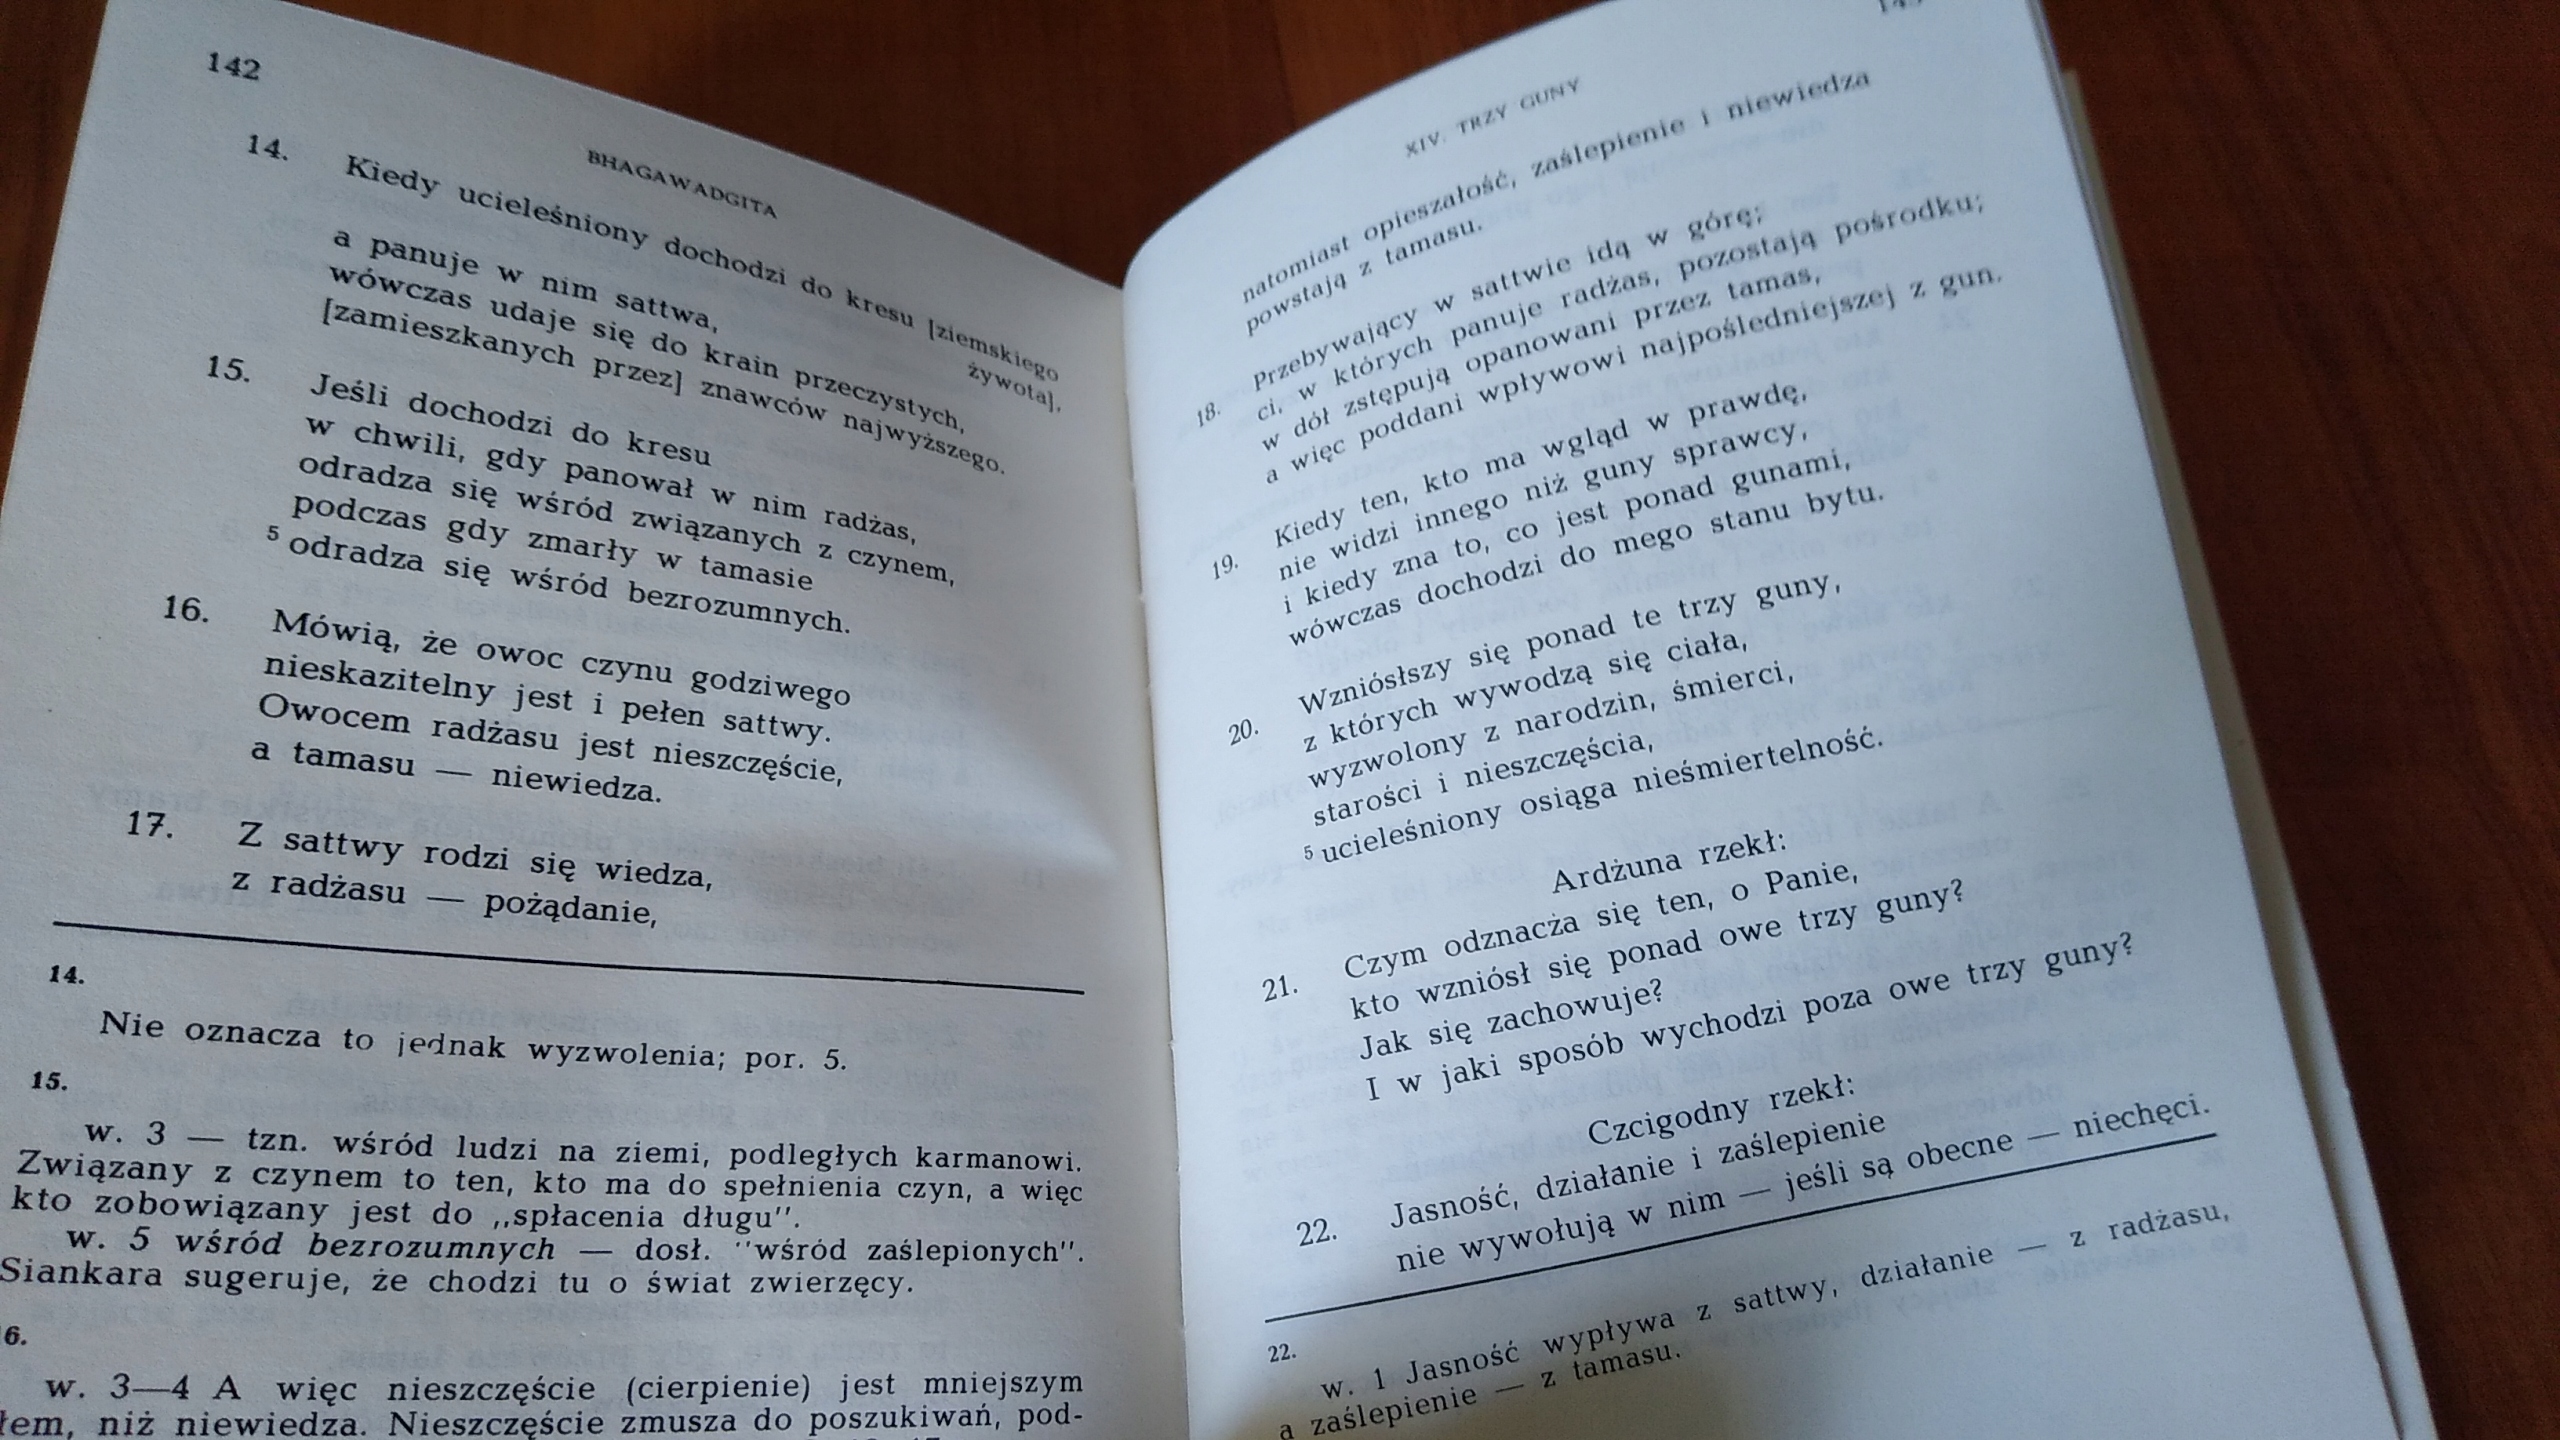 142
BHAGAWADGITA
14. Kiedy ucieleśniony dochodzi do kresu [ziemskiego
żywota],
a panuje w nim sattwa,
wówczas udaje się do krain przeczystych,
[zamieszkanych przez] znawców najwyższego.
15. Jeśli dochodzi do kresu
w chwili, gdy panował w nim radżas,
odradza się wśród związanych z czynem,
podczas gdy zmarły w tamasie
5 odradza się wśród bezrozumnych.
16. Mówią, że owoc czynu godziwego
nieskazitelny jest i pełen sattwy.
Owocem radżasu jest nieszczęście,
a tamasu — niewiedza.
17. Z sattwy rodzi się wiedza,
z radżasu — pożądanie,
14.
Nie oznacza to jednak wyzwolenia; por. 5.
15.
w. 3 — tzn. wśród ludzi na ziemi, podległych karmanowi.
Związany z czynem to ten, kto ma do spełnienia czyn, a więc
kto zobowiązany jest do ,,spłacenia długu".
w. 5 wśród bezrozumnych — dosł. "wśród zaślepionych".
Siankara sugeruje, że chodzi tu o świat zwierzęcy.
6.
w. 3—4 A więc nieszczęście (cierpienie) jest mniejszym
łem, niż niewiedza. Nieszczęście zmusza do poszukiwań, pod-
XIV. TRZY GUNY
natomiast opieszałość, zaślepienie i niewiedza
powstają z tamasu.
18. Przebywający w sattwie idą w górę;
ci, w których panuje radżas, pozostają pośrodku;
w dół zstępują opanowani przez tamas,
a więc poddani wpływowi najpośledniejszej z gun.
19. Kiedy ten, kto ma wgląd w prawdę,
nie widzi innego niż guny sprawcy,
i kiedy zna to, co jest ponad gunami,
wówczas dochodzi do mego stanu bytu.
20. Wzniósłszy się ponad te trzy guny,
z których wywodzą się ciała,
wyzwolony z narodzin, śmierci,
starości i nieszczęścia,
5 ucieleśniony osiąga nieśmiertelność.
Ardżuna rzekł:
21. Czym odznacza się ten, o Panie,
kto wzniósł się ponad owe trzy guny?
Jak się zachowuje?
I w jaki sposób wychodzi poza owe trzy guny?
Czcigodny rzekł:
22. Jasność, działanie i zaślepienie
nie wywołują w nim — jeśli są obecne — niechęci.
22.
w. 1 Jasność wypływa z sattwy, działanie — z radżasu,
a zaślepienie — z tamasu.